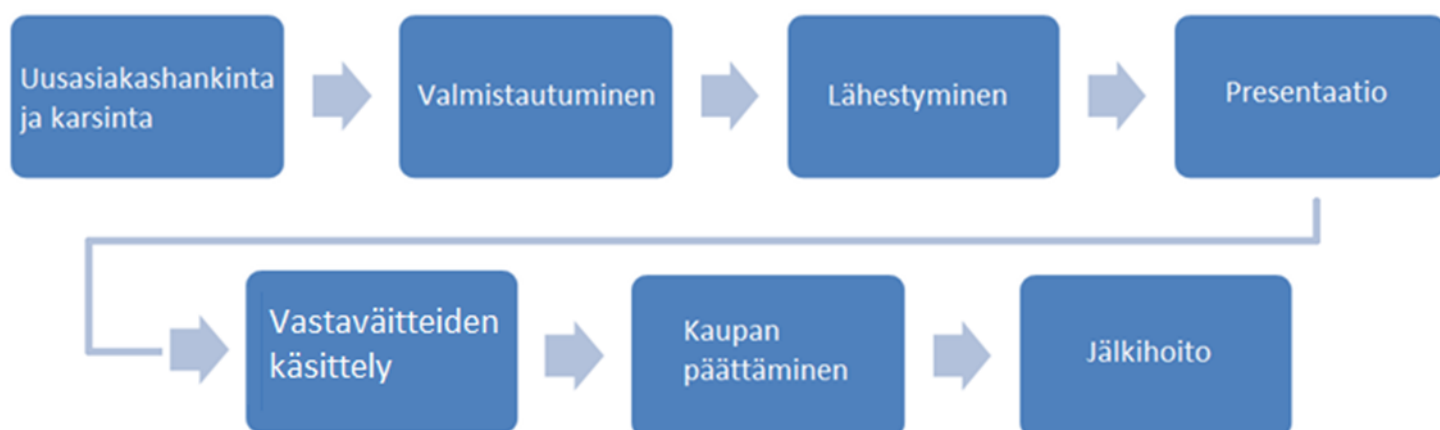 Uusasiakashankinta
ja karsinta
Valmistautuminen
Lähestyminen
Presentaatio
Vastaväitteiden
käsittely
Kaupan
päättäminen
Jälkihoito